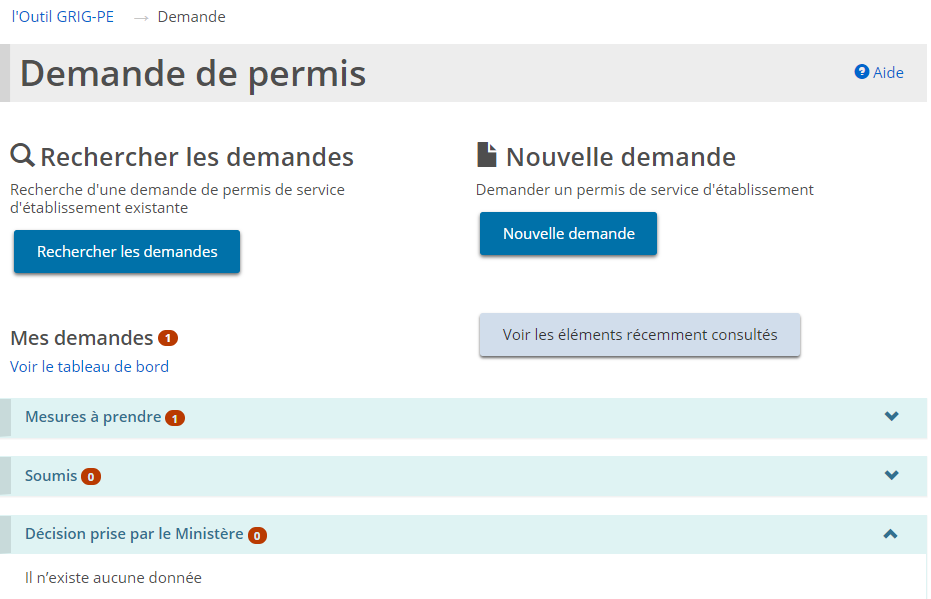 l'Outil GRIG-PE → Demande
Demande de permis
Aide
Rechercher les demandes
Recherche d'une demande de permis de service
d'établissement existante
Rechercher les demandes
Nouvelle demande
Demander un permis de service d'établissement
Nouvelle demande
Mes demandes 1
Voir le tableau de bord
Voir les éléments récemment consultés
Mesures à prendre 1
Soumis 0
Décision prise par le Ministère 0
Il n’existe aucune donnée